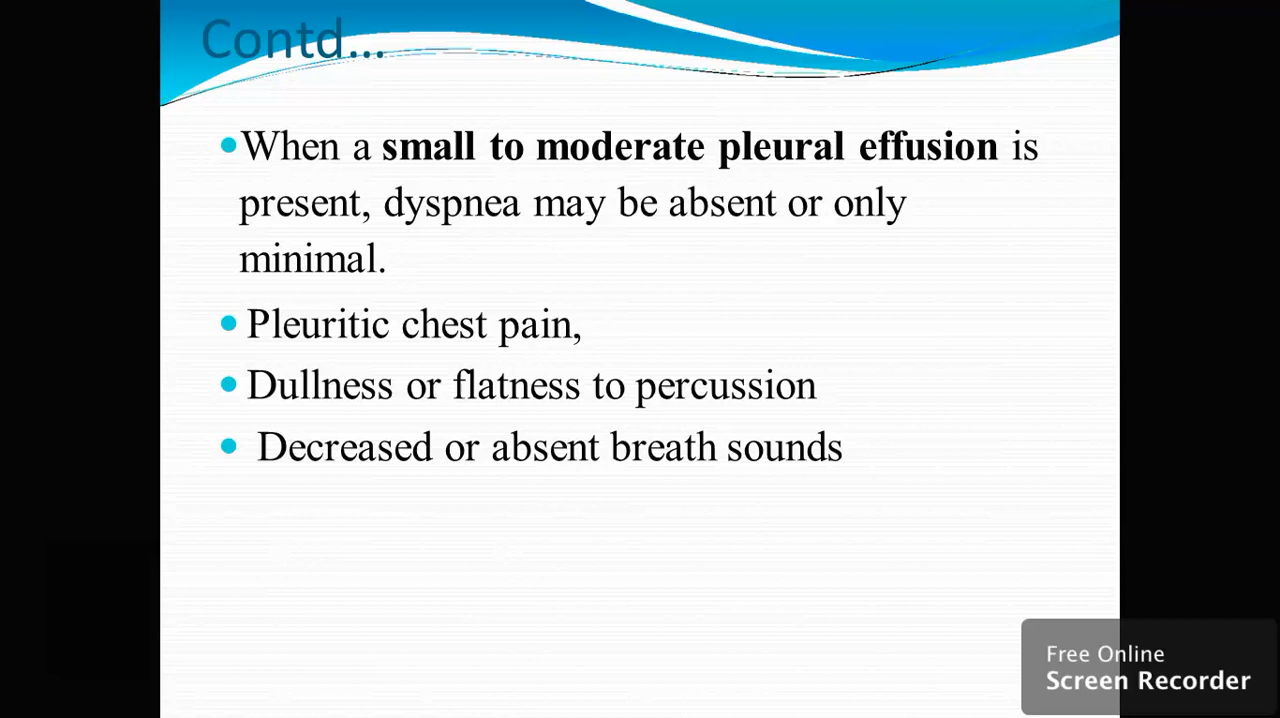 Contd...
•When a small to moderate pleural effusion is
present, dyspnea may be absent or only
minimal.
• Pleuritic chest pain,
• Dullness or flatness to percussion
• Decreased or absent breath sounds
Free Online
Screen Recorder